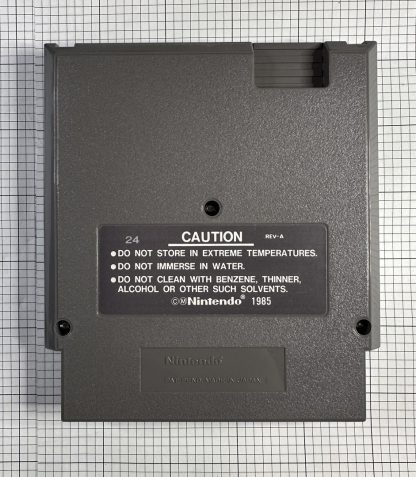 24
CAUTION
REV-A
● DO NOT STORE IN EXTREME TEMPERATURES.
● DO NOT IMMERSE IN WATER.
● DO NOT CLEAN WITH BENZENE, THINNER,
ALCOHOL OR OTHER SUCH SOLVENTS.
©ⓂNintendo® 1985
Nintendo®